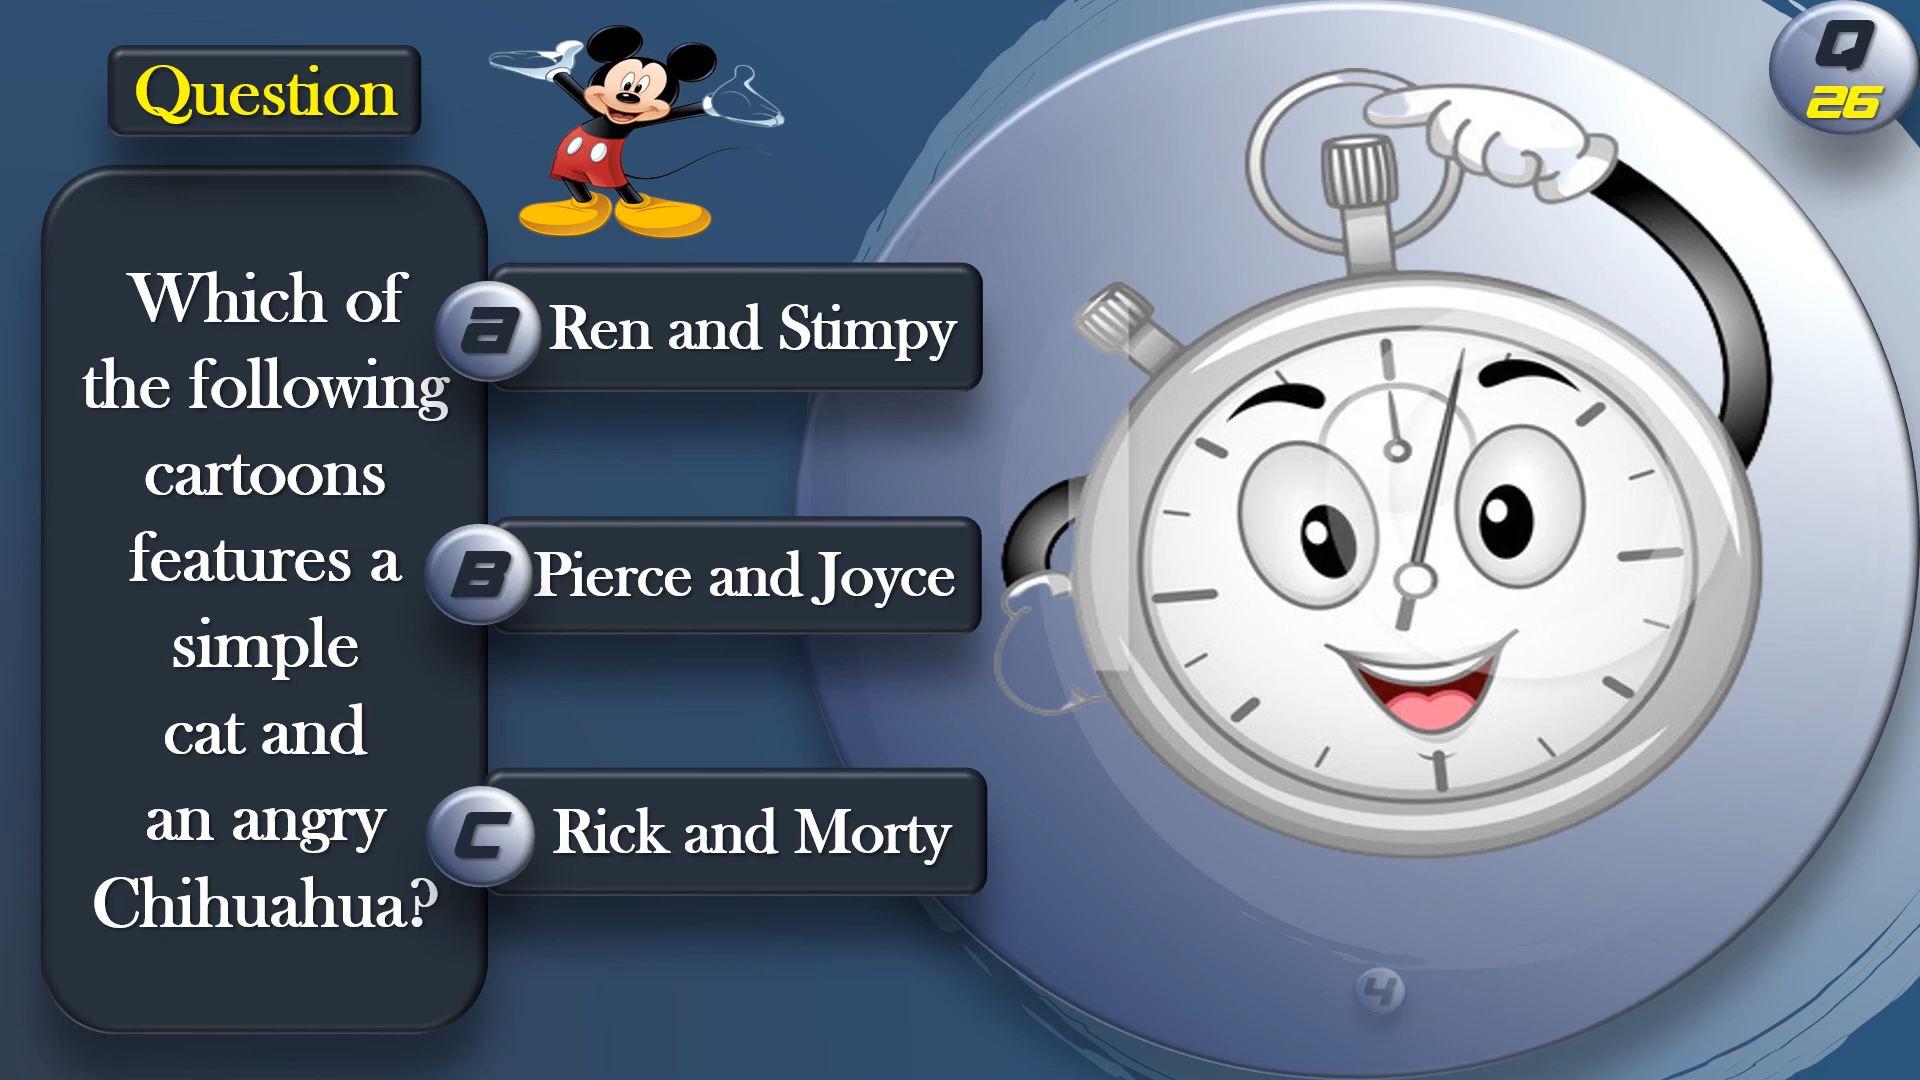 Question
Q
26
Which of
the following
cartoons
features a
simple
cat and
an angry
Chihuahua?
a Ren and Stimpy
B Pierce and Joyce
C Rick and Morty
4